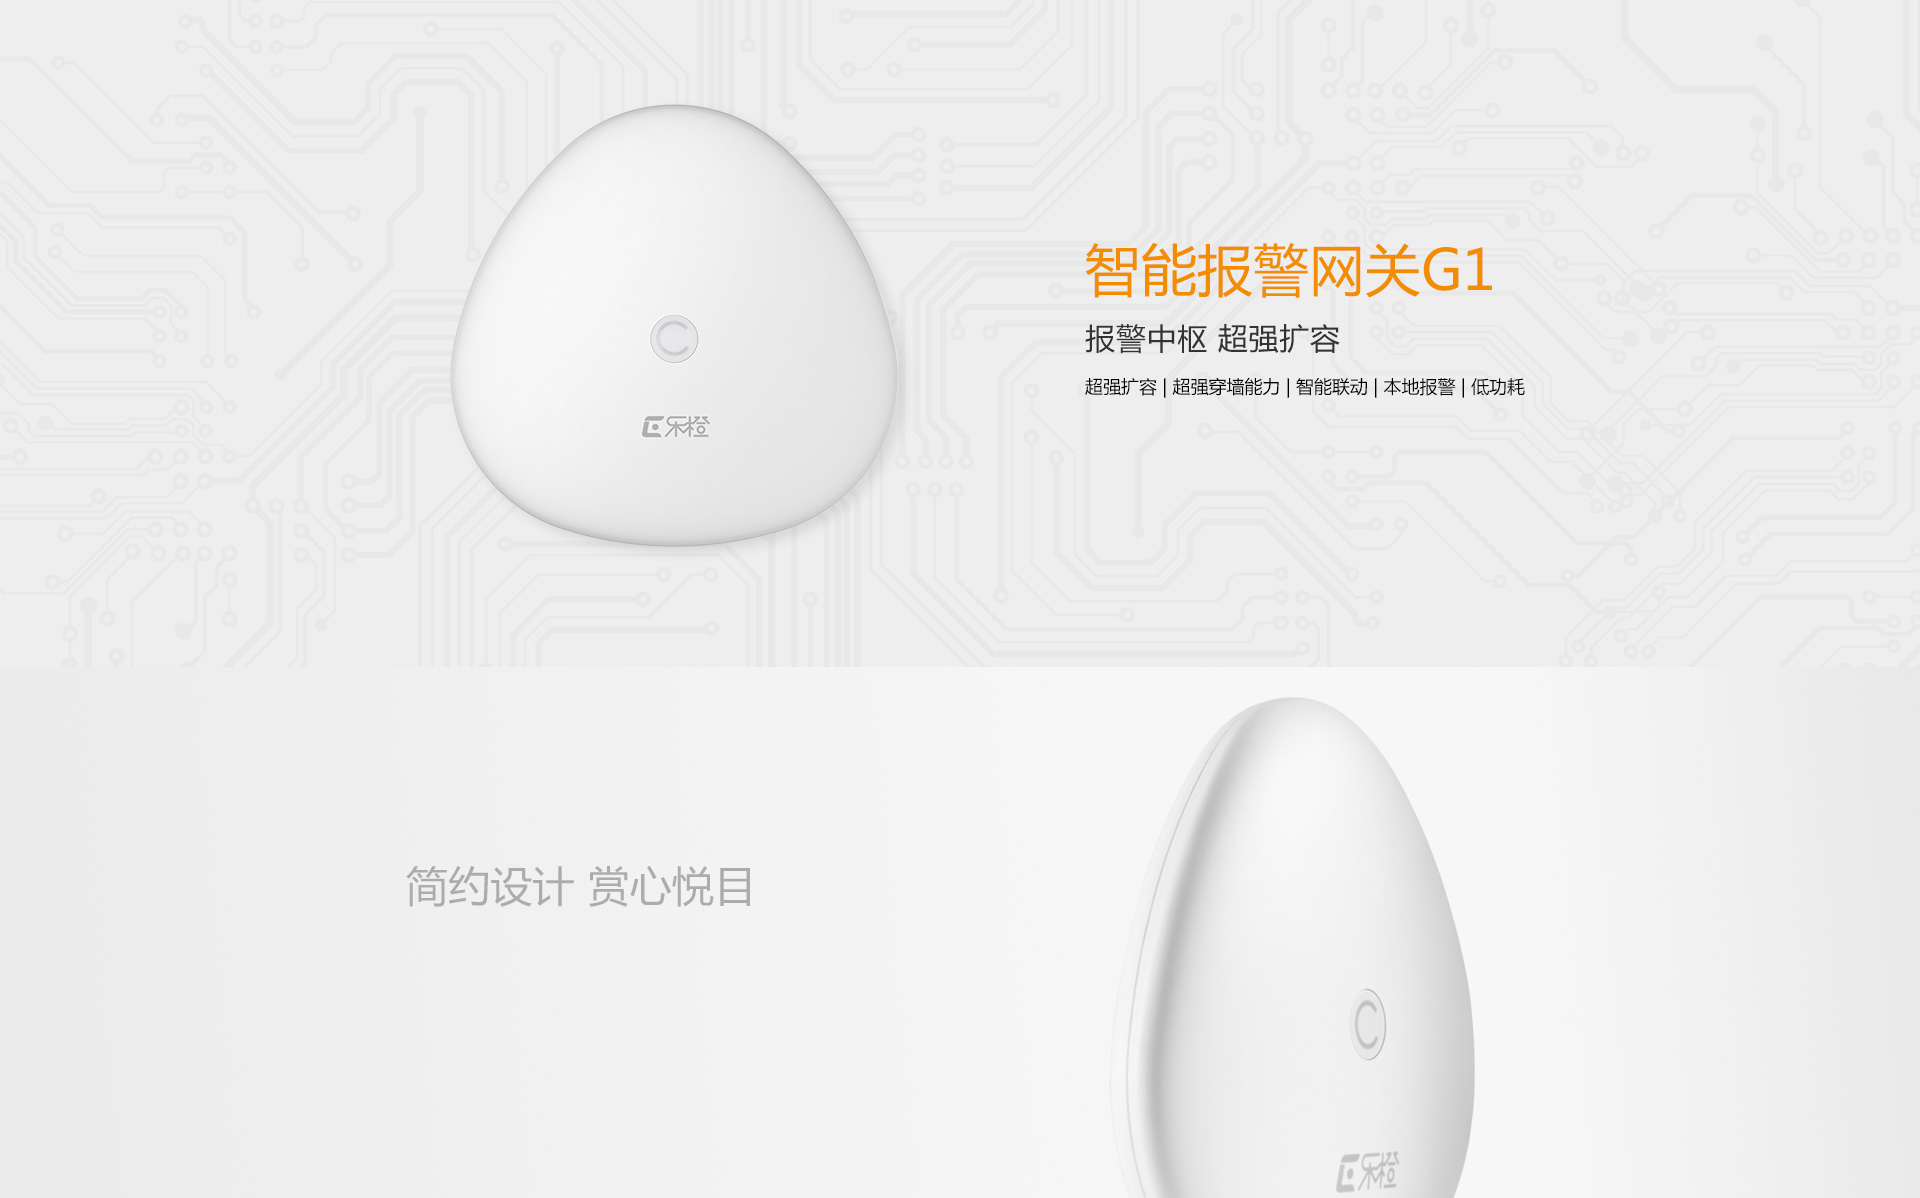 智能报警网关G1
报警中枢 超强扩容
超强扩容 | 超强穿墙能力 | 智能联动 | 本地报警 | 低功耗
乐橙
简约设计 赏心悦目
乐橙